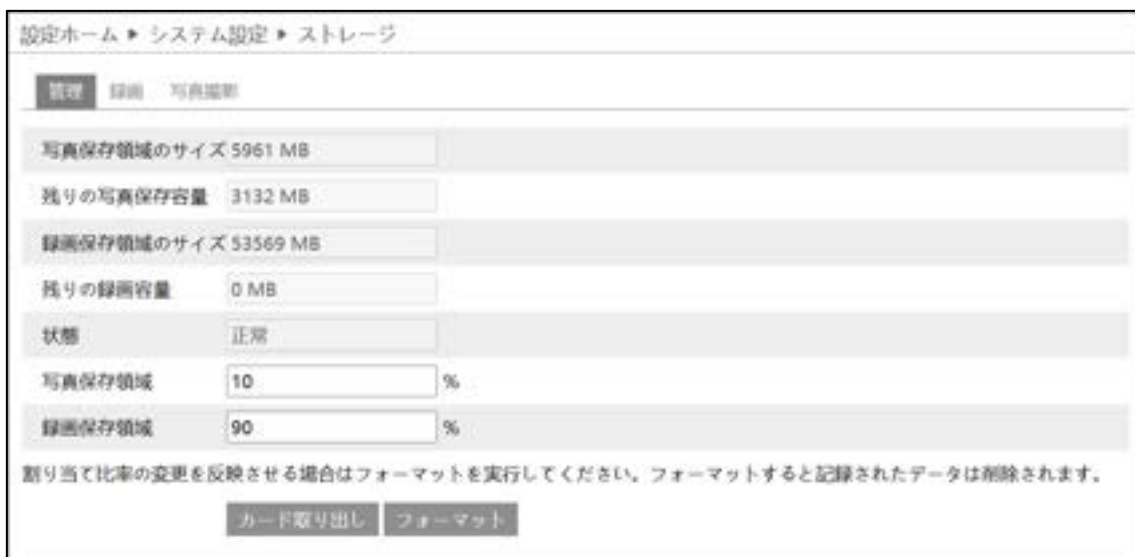 設定ホーム ▶ システム設定 ▶ ストレージ
管理 録画 写真撮影
写真保存領域のサイズ 5961 MB
残りの写真保存容量 3132 MB
録画保存領域のサイズ 53569 MB
残りの録画容量 0 MB
状態 正常
写真保存領域 10 %
録画保存領域 90 %
割り当て比率の変更を反映させる場合はフォーマットを実行してください。フォーマットすると記録されたデータは削除されます。
カード取り出し フォーマット